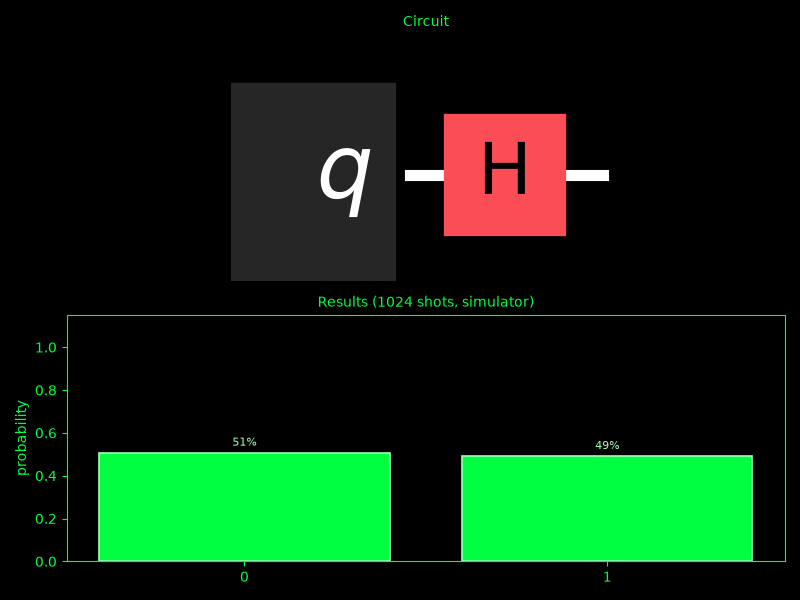 Circuit
q
H
Results (1024 shots, simulator)
probability
1.0
0.8
0.6
0.4
0.2
0.0
51%
49%
0
1